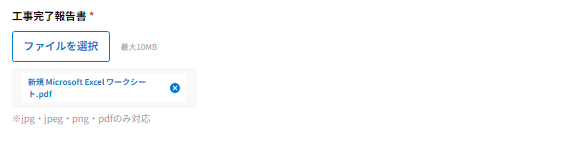 工事完了報告書 *
ファイルを選択 最大10MB
新規 Microsoft Excel ワークシー
ト.pdf
※jpg・jpeg・png・pdfのみ対応